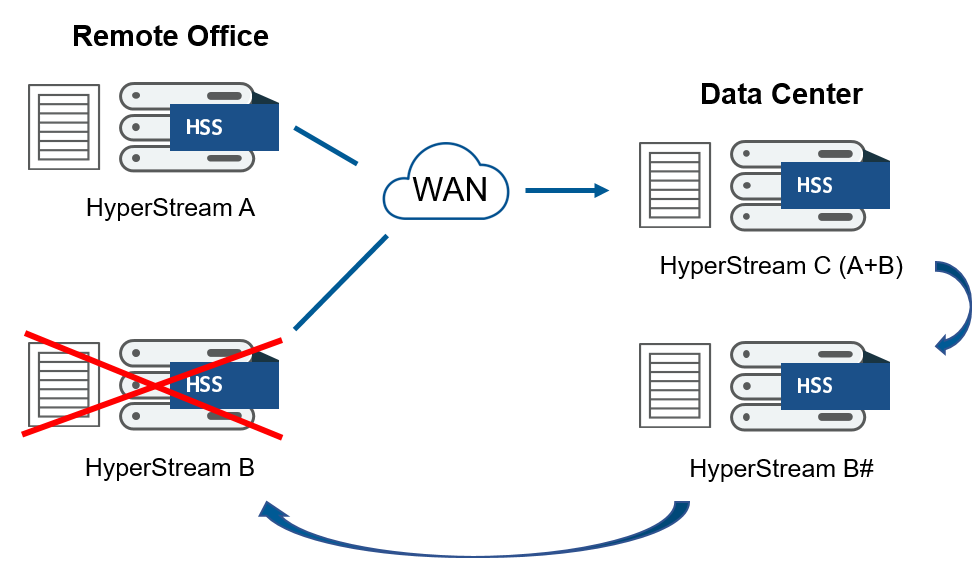 Remote Office
HSS
HyperStream A
WAN
Data Center
HSS
HyperStream C (A+B)
HSS
HyperStream B
HSS
HyperStream B#